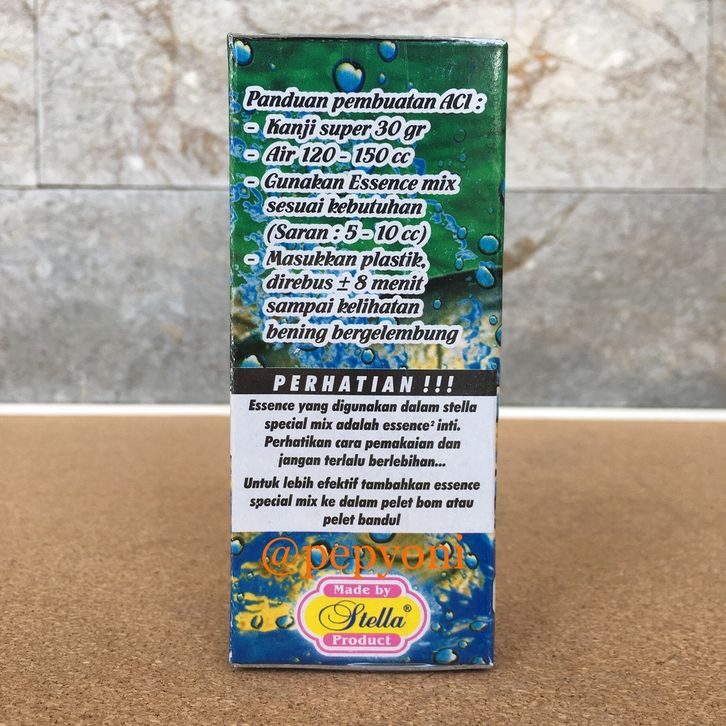 Panduan pembuatan ACI :
- Kanji super 30 gr
- Air 120 - 150 cc
- Gunakan Essence mix
sesuai kebutuhan
(Saran : 5 - 10 cc)
- Masukkan plastik,
direbus ± 8 menit
sampai kelihatan
bening bergelembung
PERHATIAN !!!
Essence yang digunakan dalam stella
special mix adalah essence² inti.
Perhatikan cara pemakaian dan
jangan terlalu berlebihan...
Untuk lebih efektif tambahkan essence
special mix ke dalam pelet bom atau
pelet bandul
@pepyoni
Made by
Stella®
Product